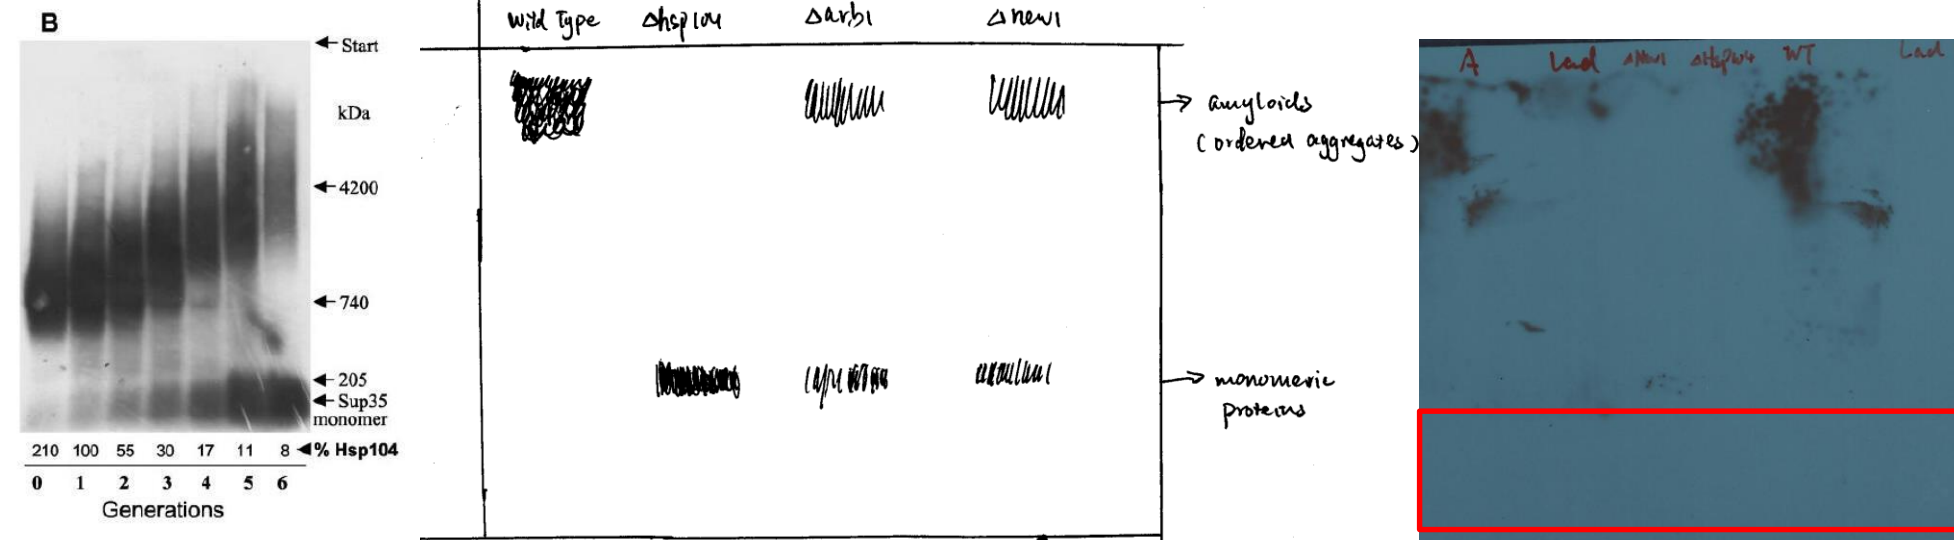 B
Start
kDa
4200
740
205
Sup35
monomer
210 100 55 30 17 11 8 % Hsp104
0 1 2 3 4 5 6
Generations
Wild Type Δhsp104 Δarb1 Δnew1
amyloids
(ordered aggregates)
monomeric
proteins
A Lad ΔNew1 ΔHsp104 WT Lad